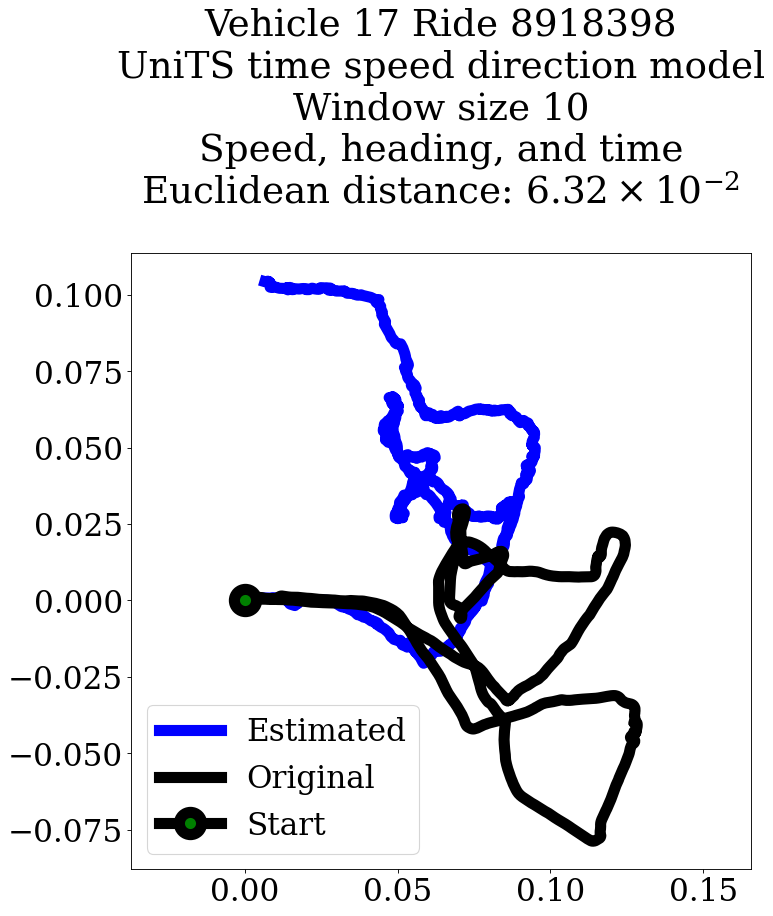 Vehicle 17 Ride 8918398
UniTS time speed direction model
Window size 10
Speed, heading, and time
Euclidean distance: 6.32 × 10⁻²
0.100
0.075
0.050
0.025
0.000
−0.025
−0.050
−0.075
Estimated
Original
Start
0.00 0.05 0.10 0.15